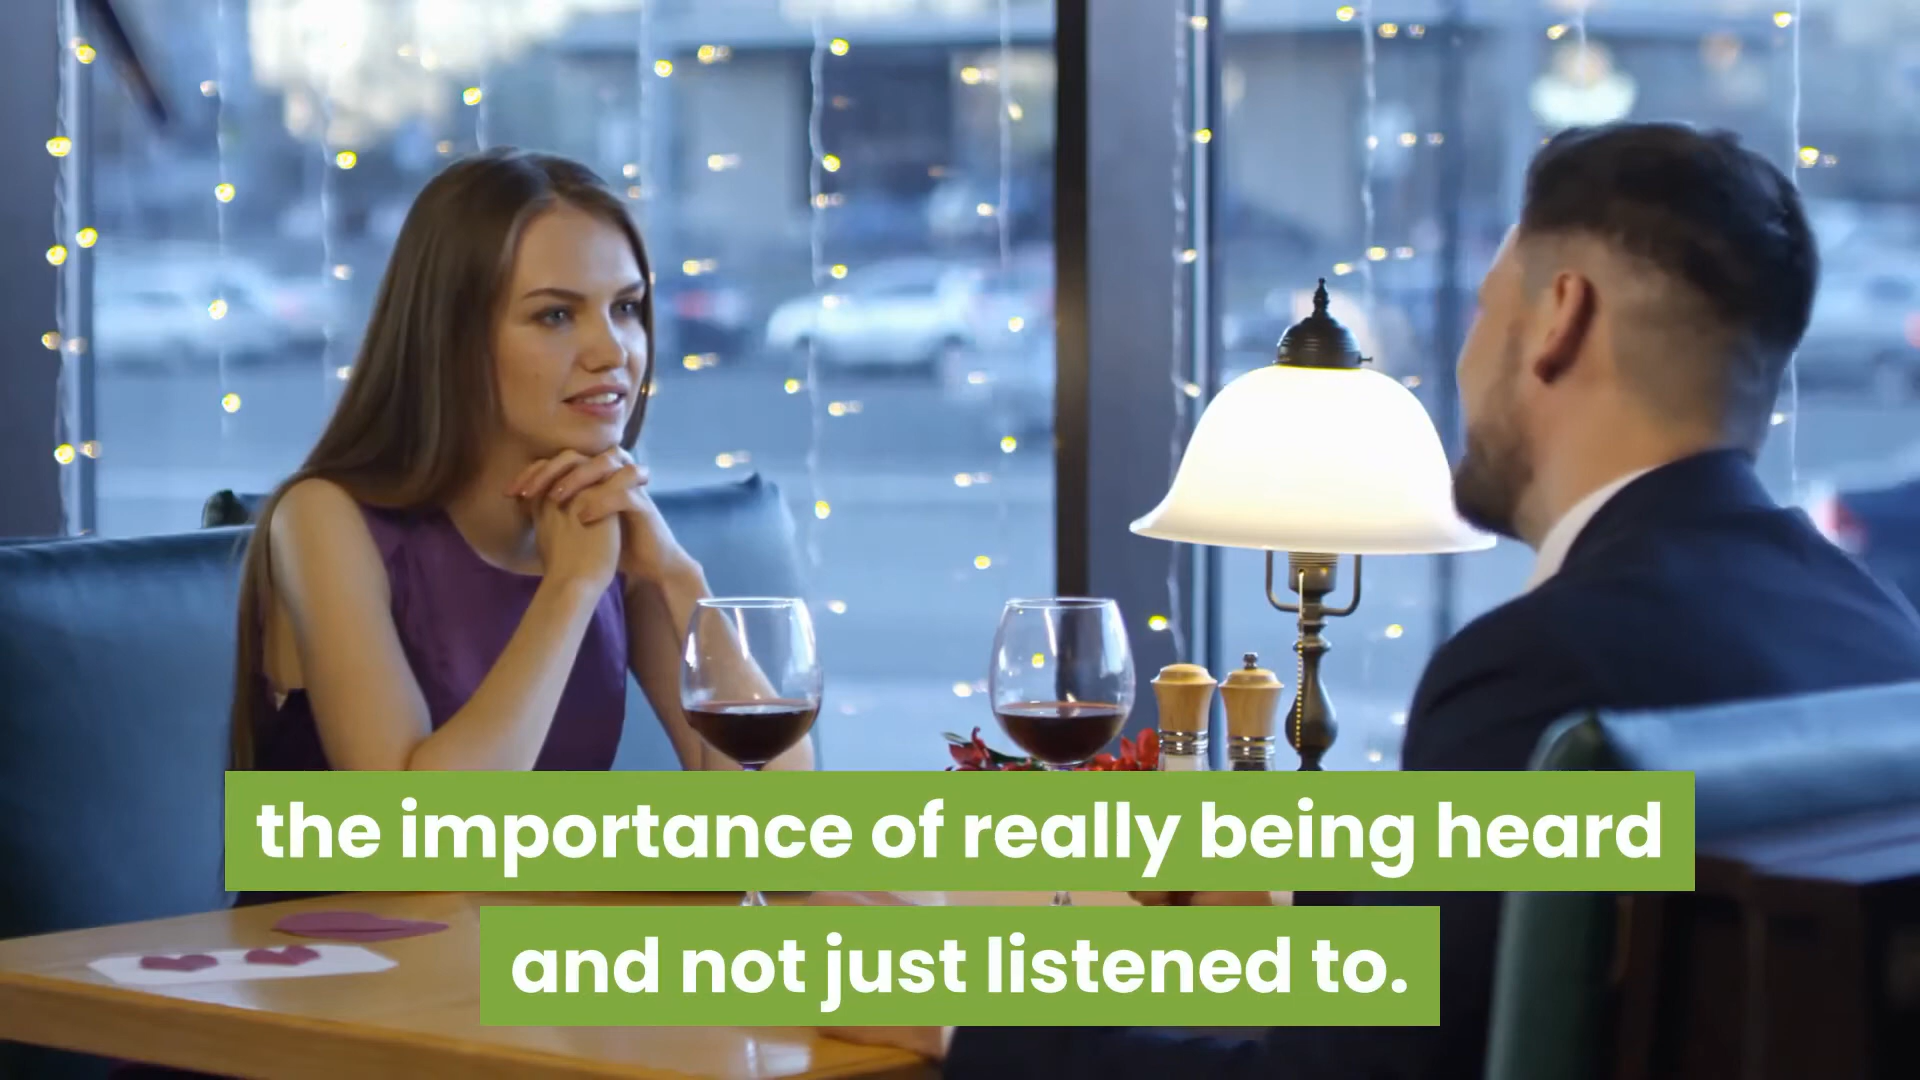 the importance of really being heard
and not just listened to.